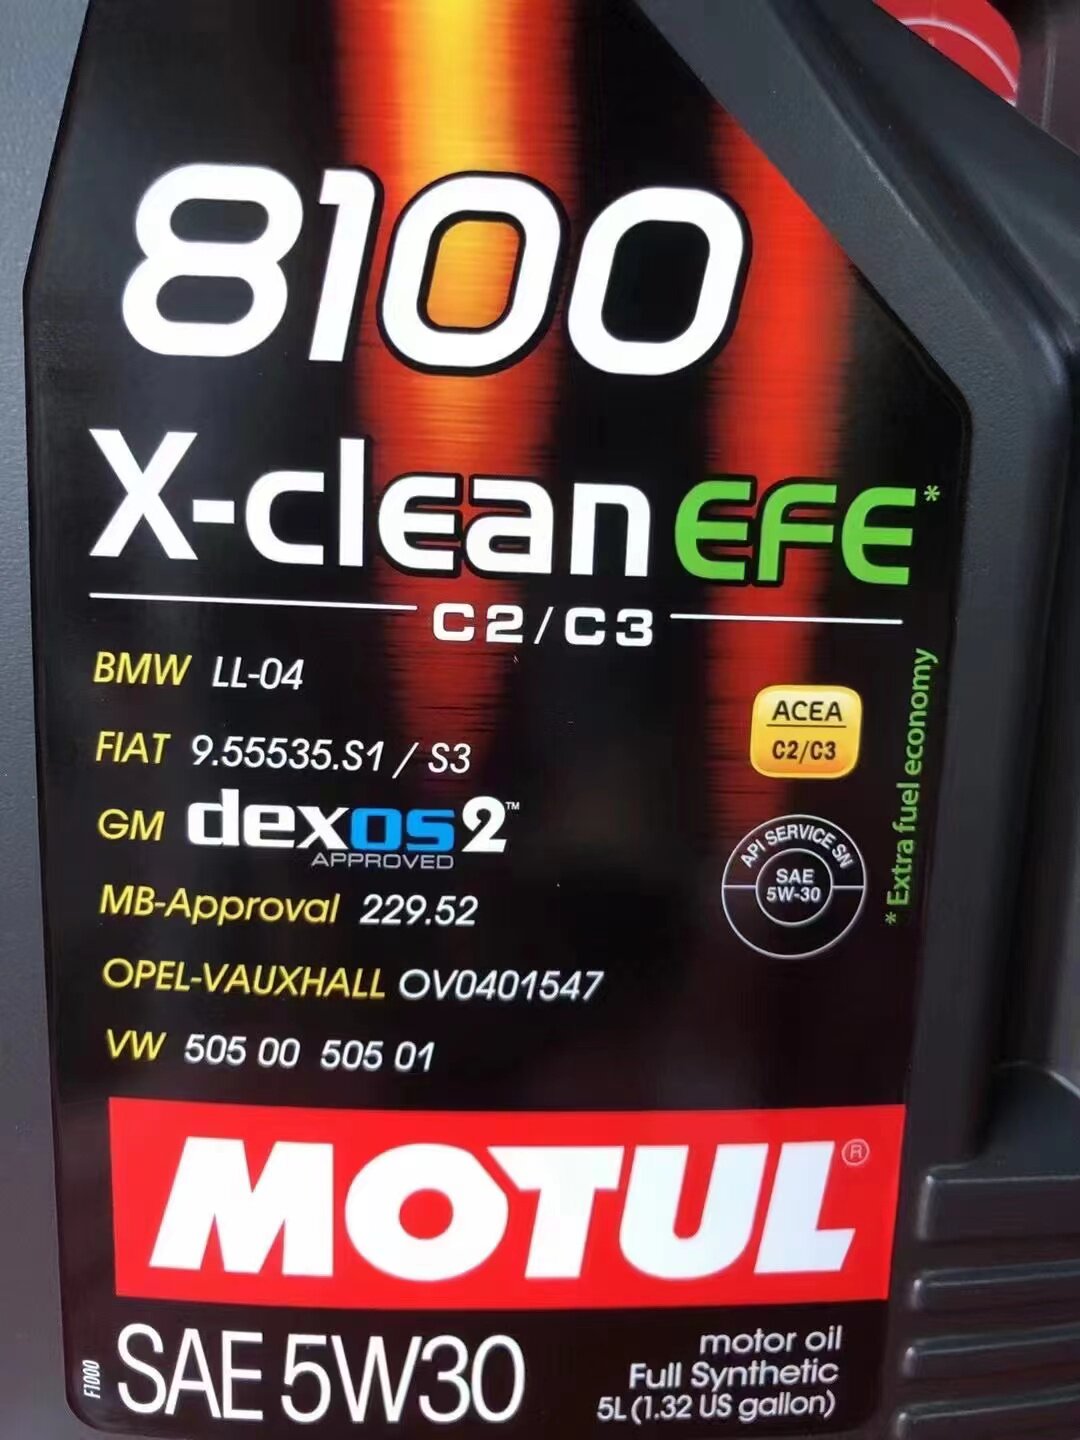 8100
X-clean EFE*
C2/C3
BMW LL-04
FIAT 9.55535.S1 / S3
GM dexos2™
APPROVED
MB-Approval 229.52
OPEL-VAUXHALL OV0401547
VW 505 00 505 01
ACEA
C2/C3
API SERVICE SN
SAE
5W-30
* Extra fuel economy
MOTUL®
SAE 5W30
motor oil
Full Synthetic
5L (1.32 US gallon)
F1000